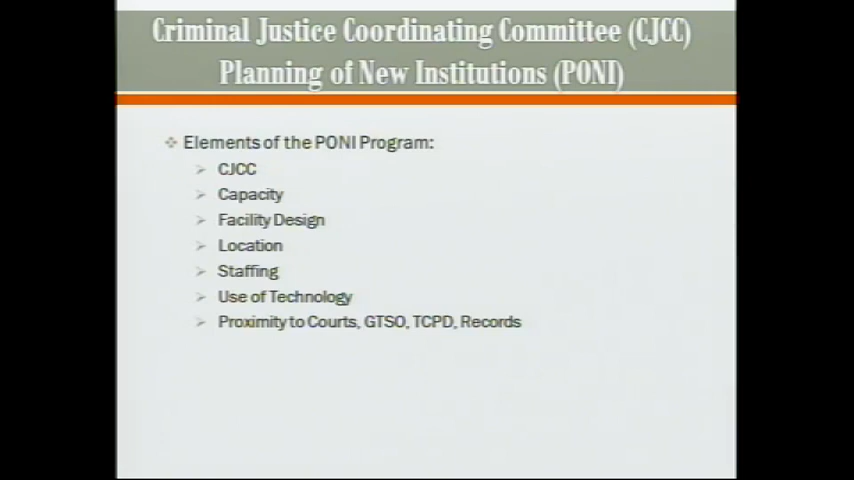 Criminal Justice Coordinating Committee (CJCC)
Planning of New Institutions (PONI)
Elements of the PONI Program:
CJCC
Capacity
Facility Design
Location
Staffing
Use of Technology
Proximity to Courts, GTSO, TCPD, Records